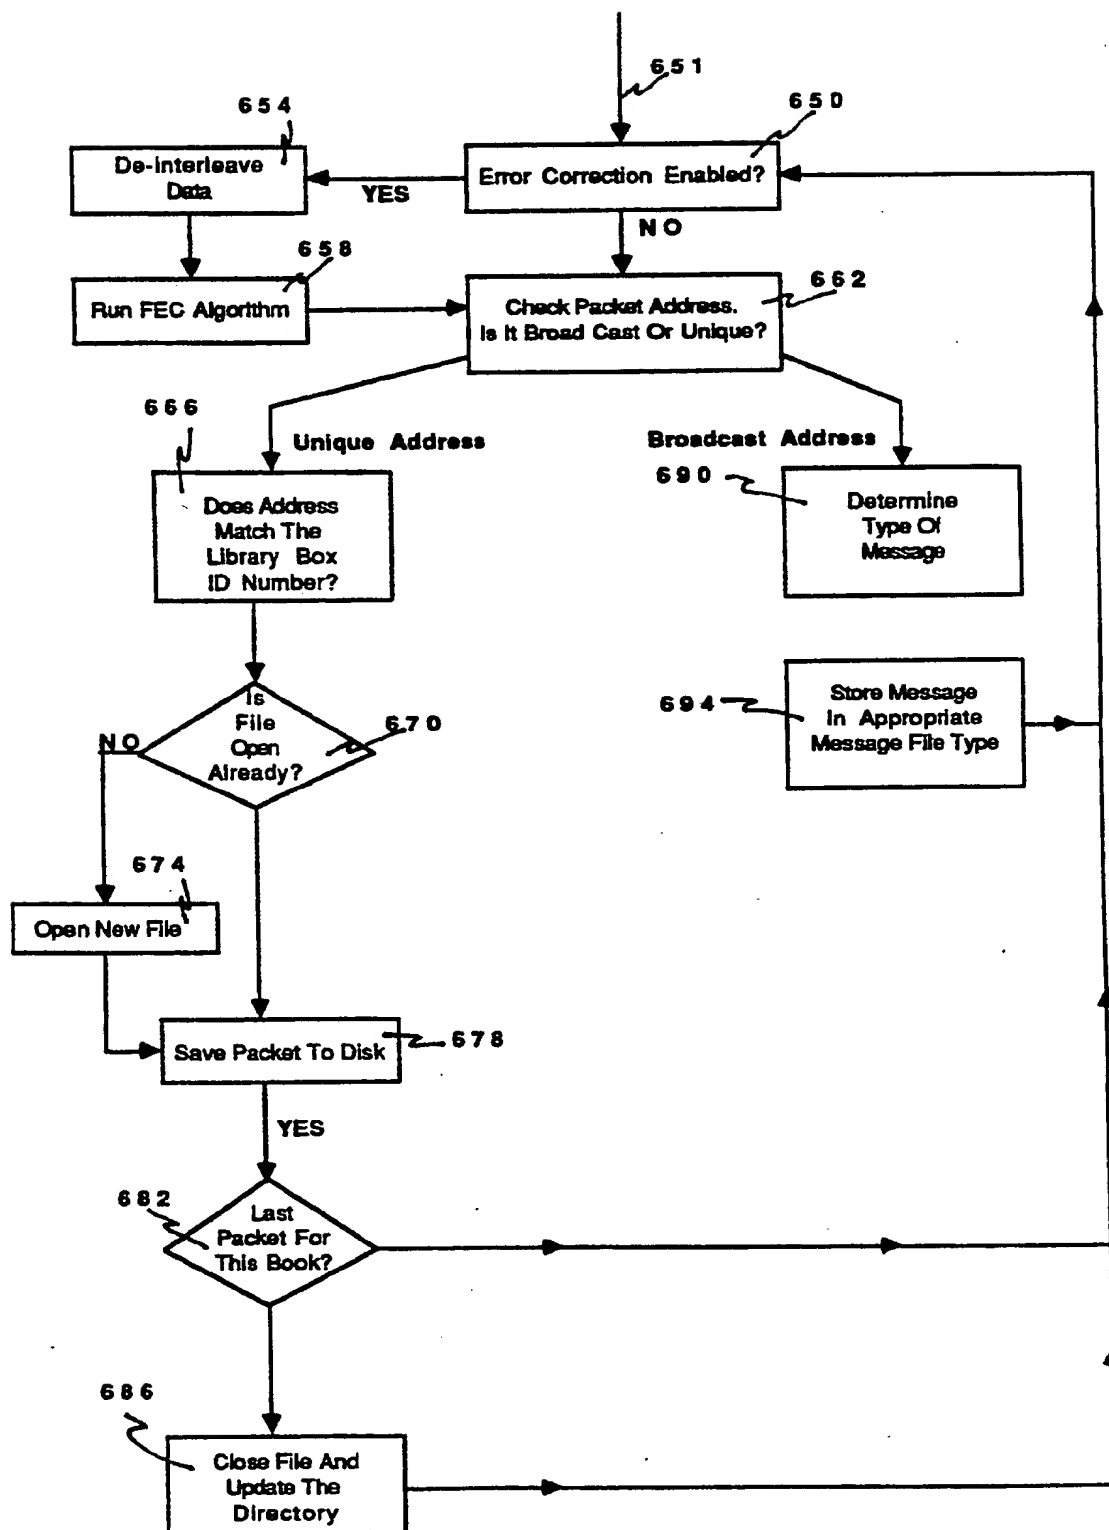 651
650
654
Error Correction Enabled?
De-Interleave
Data
YES
NO
658
Run FEC Algorithm
662
Check Packet Address.
Is It Broad Cast Or Unique?
666
Unique Address
Broadcast Address
690
Does Address
Match The
Library Box
ID Number?
Determine
Type Of
Message
Is
File
Open
Already?
670
NO
694
Store Message
In Appropriate
Message File Type
674
Open New File
678
Save Packet To Disk
YES
682
Last
Packet For
This Book?
686
Close File And
Update The
Directory